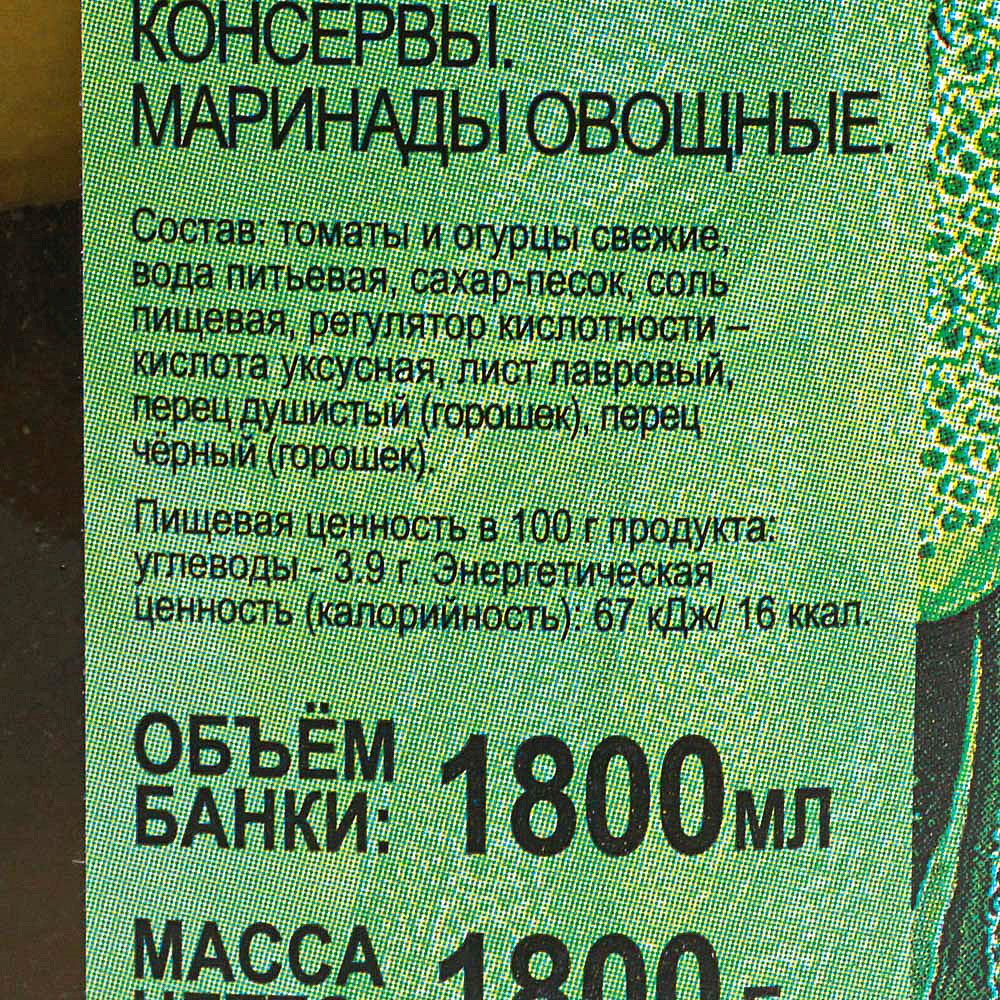 КОНСЕРВЫ.
МАРИНАДЫ ОВОЩНЫЕ.
Состав: томаты и огурцы свежие,
вода питьевая, сахар-песок, соль
пищевая, регулятор кислотности –
кислота уксусная, лист лавровый,
перец душистый (горошек), перец
чёрный (горошек).
Пищевая ценность в 100 г продукта:
углеводы - 3.9 г. Энергетическая
ценность (калорийность): 67 кДж/ 16 ккал.
ОБЪЁМ
БАНКИ: 1800мл
МАССА
1800